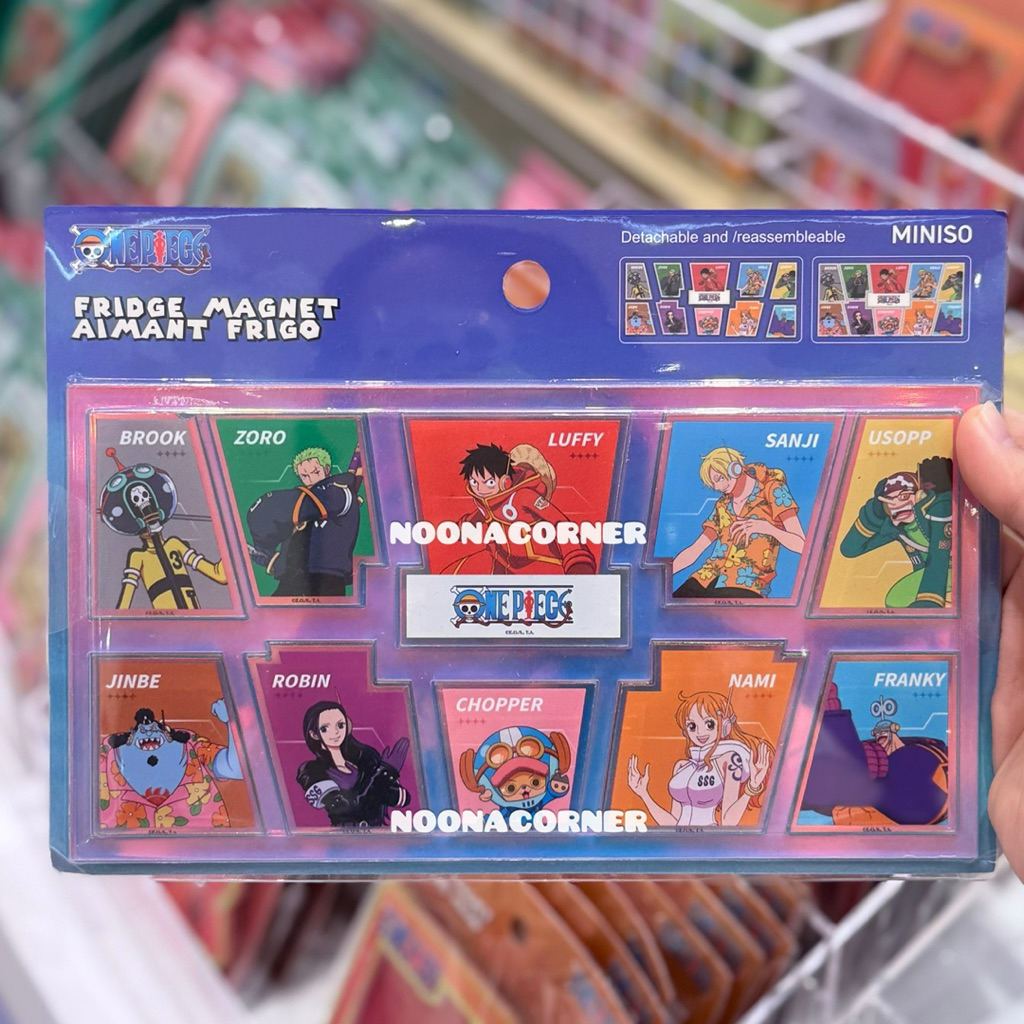 ONE PIECE
FRIDGE MAGNET
AIMANT FRIGO
Detachable and /reassembleable
MINISO
BROOK
ZORO
LUFFY
SANJI
USOPP
NOONACORNER
ONE PIECE
©E.O./S, T.A.
JINBE
ROBIN
CHOPPER
NAMI
FRANKY
SSG
NOONACORNER